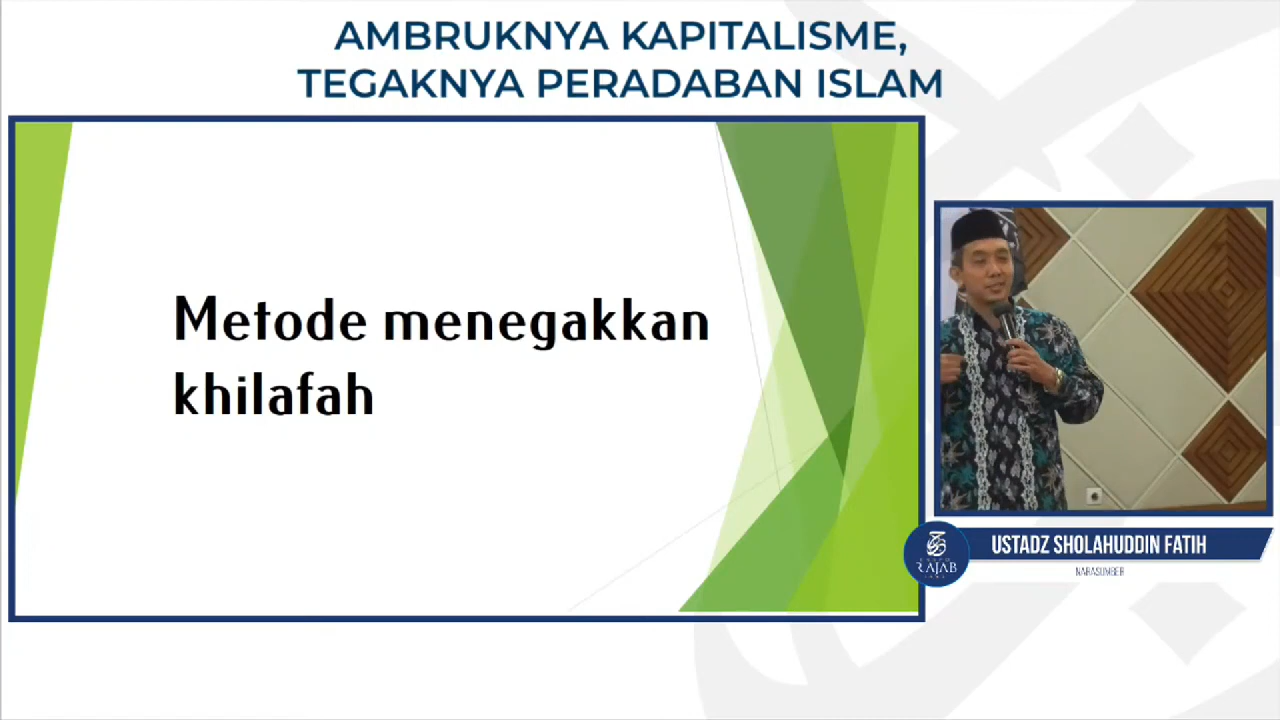 AMBRUKNYA KAPITALISME,
TEGAKNYA PERADABAN ISLAM
Metode menegakkan
khilafah
USTADZ SHOLAHUDDIN FATIH
NARASUMBER
RAJAB